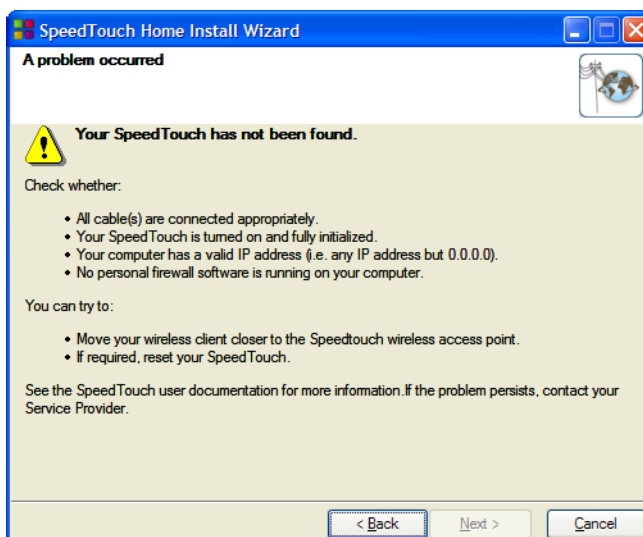 SpeedTouch Home Install Wizard
A problem occurred
Your SpeedTouch has not been found.
Check whether:
• All cable(s) are connected appropriately.
• Your SpeedTouch is turned on and fully initialized.
• Your computer has a valid IP address (i.e. any IP address but 0.0.0.0).
• No personal firewall software is running on your computer.
You can try to:
• Move your wireless client closer to the Speedtouch wireless access point.
• If required, reset your SpeedTouch.
See the SpeedTouch user documentation for more information.If the problem persists, contact your
Service Provider.
< Back Next > Cancel